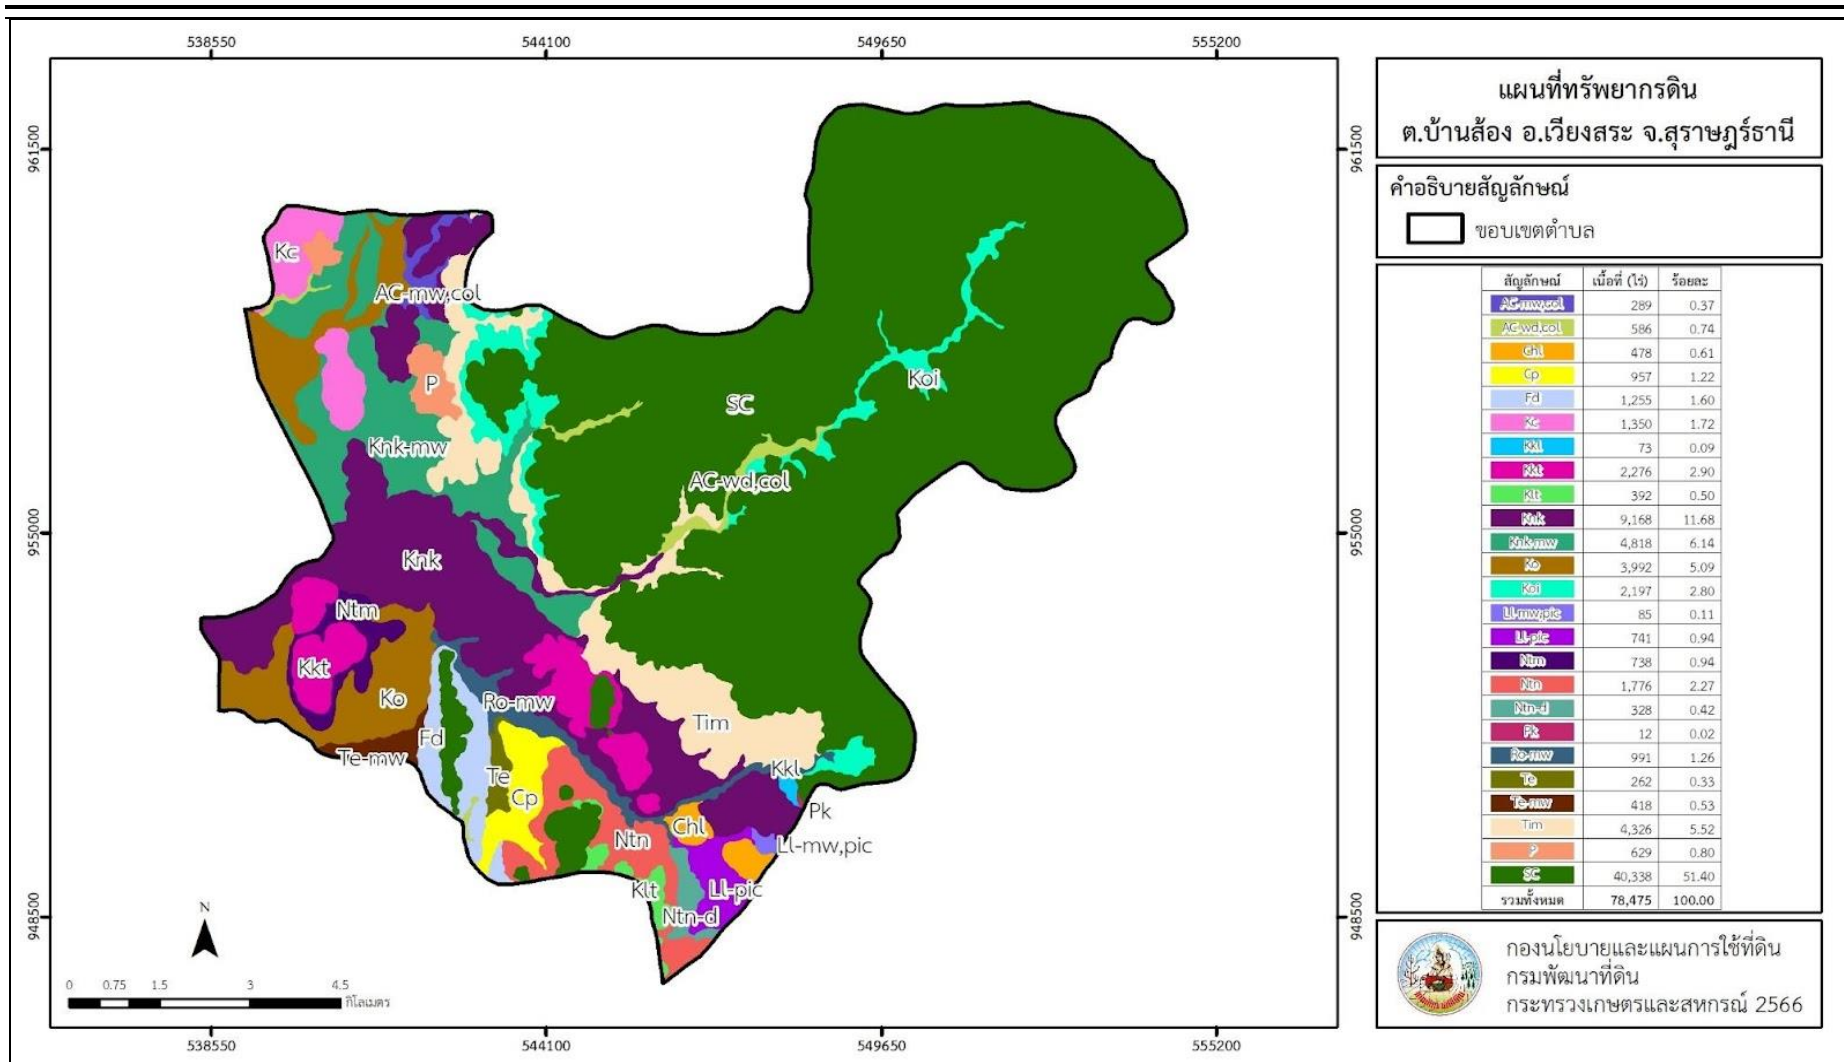 538550 544100 549650 555200
961500 961500
955000 955000
948500 948500
538550 544100 549650 555200
Kc
AC-mw,col
P
Koi
SC
Knk-mw
AC-wd,col
Knk
Ntm
Kkt
Ko
Ro-mw
Tim
Fd
Te-mw
Te
Kkl
Cp
Pk
Chl
Ntn
Ll-mw,pic
Klt
Ll-pic
Ntn-d
N
0 0.75 1.5 3 4.5
กิโลเมตร
แผนที่ทรัพยากรดิน
ต.บ้านส้อง อ.เวียงสระ จ.สุราษฎร์ธานี
คำอธิบายสัญลักษณ์
ขอบเขตตำบล
สัญลักษณ์ เนื้อที่ (ไร่) ร้อยละ
AC-mw,col 289 0.37
AC-wd,col 586 0.74
Chl 478 0.61
Cp 957 1.22
Fd 1,255 1.60
Kc 1,350 1.72
Kkl 73 0.09
Kkt 2,276 2.90
Klt 392 0.50
Knk 9,168 11.68
Knk-mw 4,818 6.14
Ko 3,992 5.09
Koi 2,197 2.80
Ll-mw,pic 85 0.11
Ll-pic 741 0.94
Ntm 738 0.94
Ntn 1,776 2.27
Ntn-d 328 0.42
Pk 12 0.02
Ro-mw 991 1.26
Te 262 0.33
Te-mw 418 0.53
Tim 4,326 5.52
P 629 0.80
SC 40,338 51.40
รวมทั้งหมด 78,475 100.00
กองนโยบายและแผนการใช้ที่ดิน
กรมพัฒนาที่ดิน
กระทรวงเกษตรและสหกรณ์ 2566